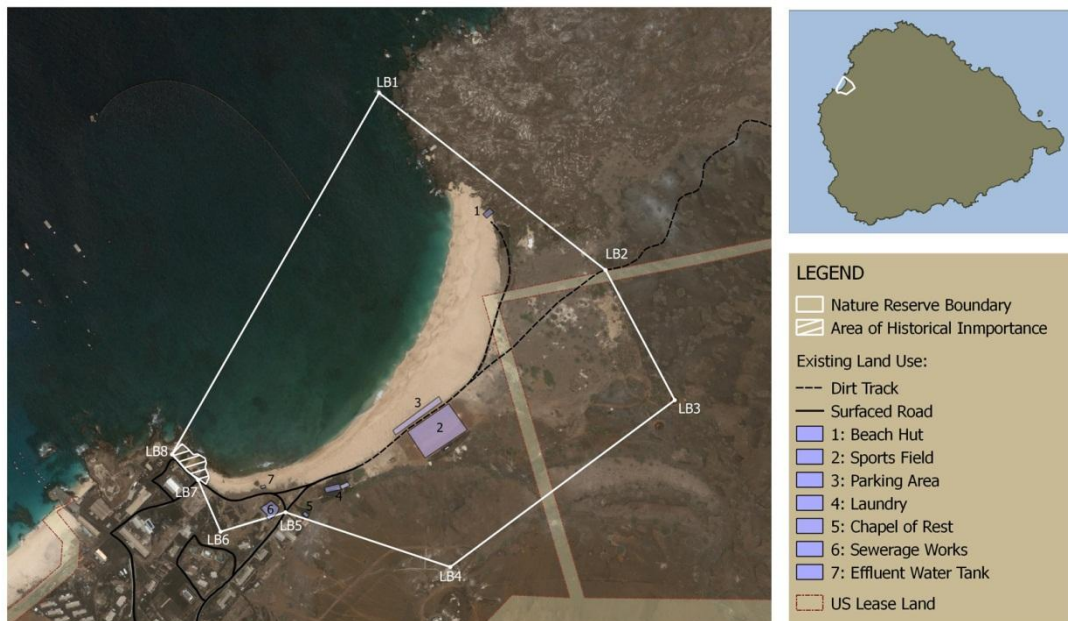 LB1
1
LB2
LB3
3
2
LB8
LB7
7
4
6
5
LB5
LB6
LB4
LEGEND
Nature Reserve Boundary
Area of Historical Inmportance
Existing Land Use:
Dirt Track
Surfaced Road
1: Beach Hut
2: Sports Field
3: Parking Area
4: Laundry
5: Chapel of Rest
6: Sewerage Works
7: Effluent Water Tank
US Lease Land